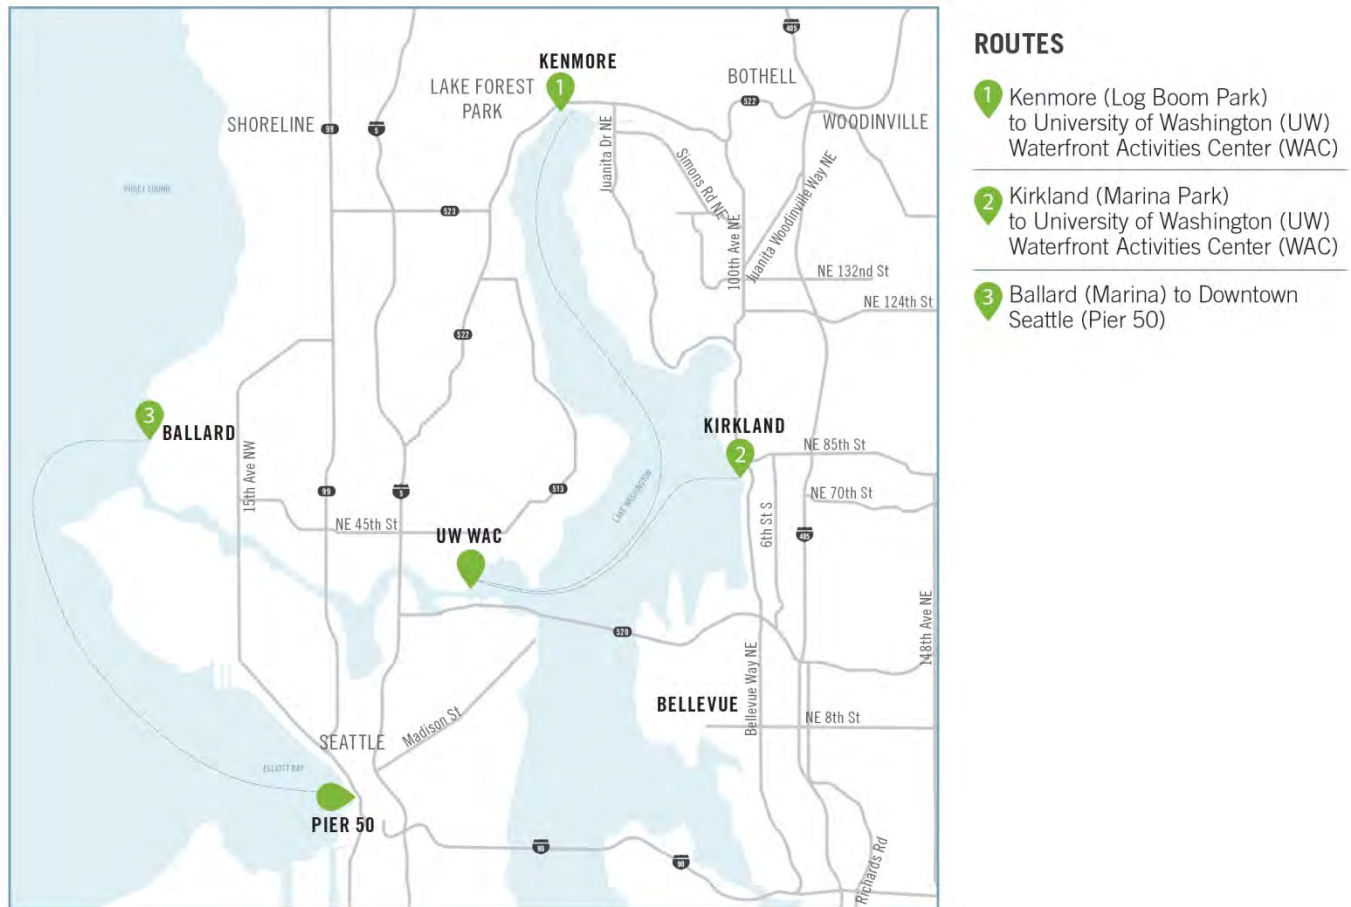 KENMORE
1
LAKE FOREST
PARK
BOTHELL
405
522
SHORELINE
99
5
WOODINVILLE
Juanita Dr NE
Simons Rd NE
100th Ave NE
Juanita Woodinville Way NE
523
NE 132nd St
NE 124th St
522
3
BALLARD
15th Ave NW
KIRKLAND
2
NE 85th St
NE 70th St
LAKE WASHINGTON
6th St S
405
99
5
513
NE 45th St
UW WAC
520
148th Ave NE
Bellevue Way NE
BELLEVUE
NE 8th St
SEATTLE
Madison St
ELLIOTT BAY
PIER 50
90
90
Richards Rd
ROUTES
1
Kenmore (Log Boom Park)
to University of Washington (UW)
Waterfront Activities Center (WAC)
2
Kirkland (Marina Park)
to University of Washington (UW)
Waterfront Activities Center (WAC)
3
Ballard (Marina) to Downtown
Seattle (Pier 50)